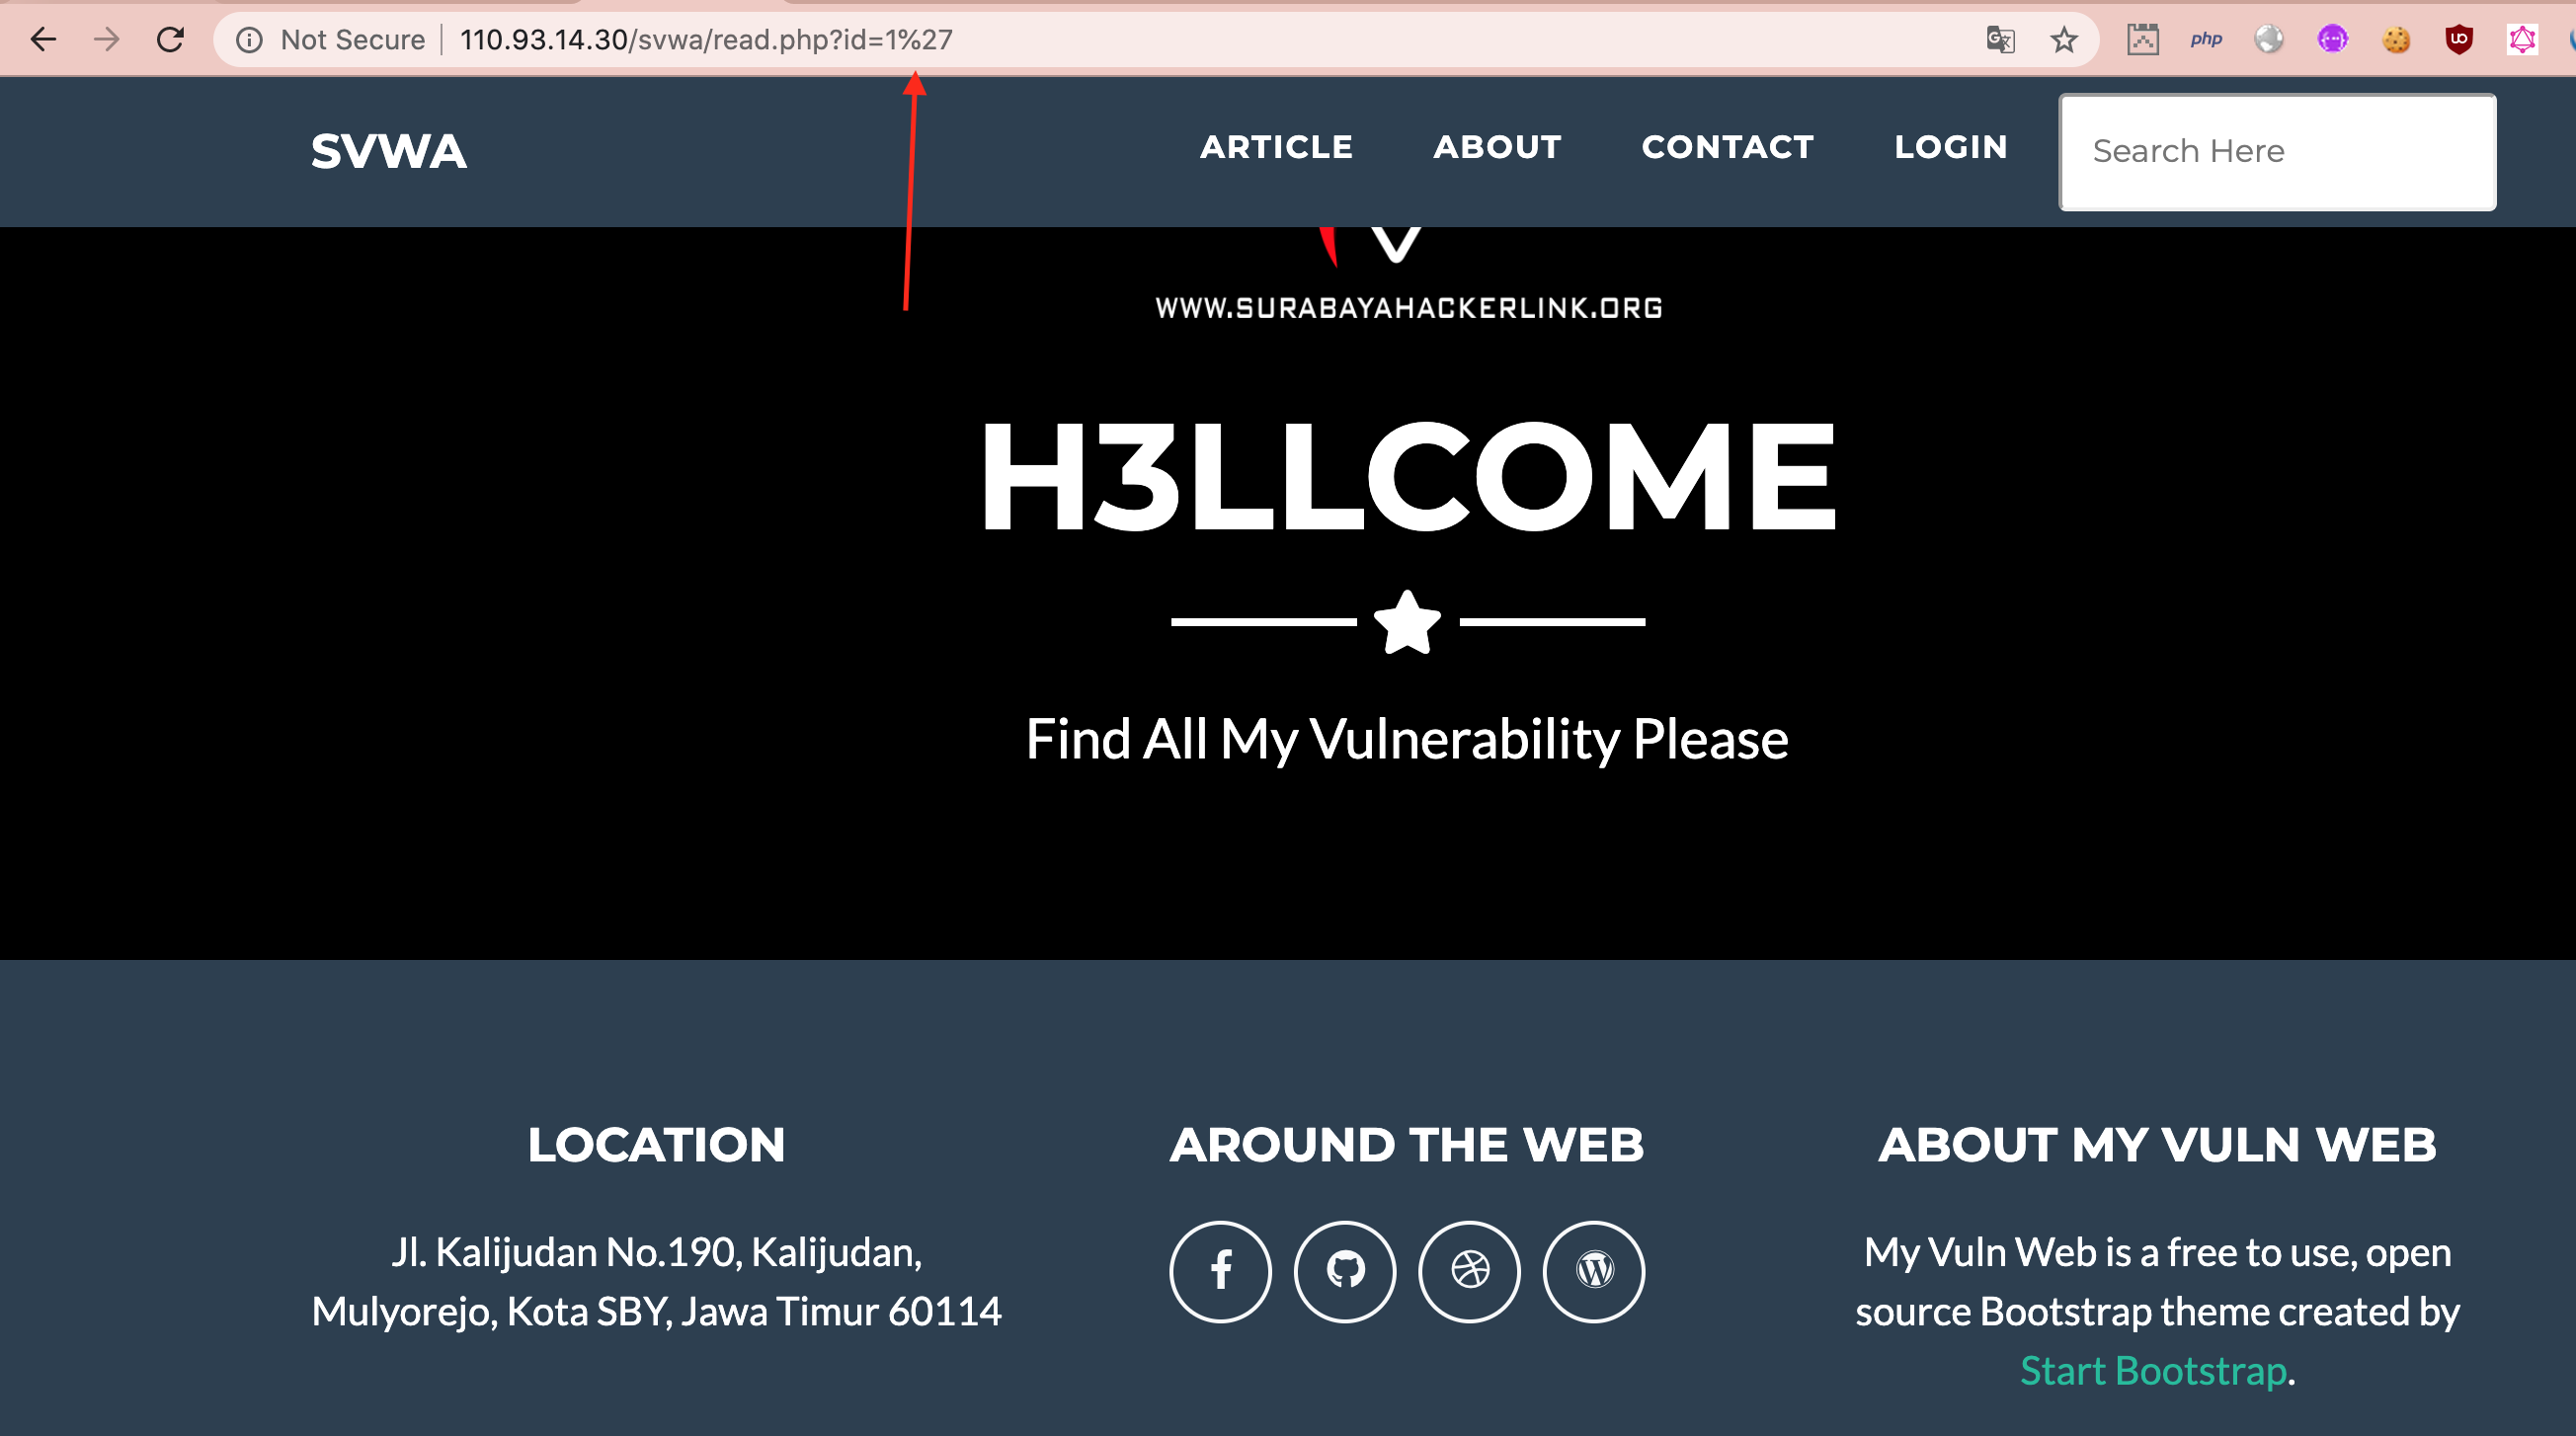 Not Secure 110.93.14.30/svwa/read.php?id=1%27
php
SVWA
ARTICLE ABOUT CONTACT LOGIN Search Here
WWW.SURABAYAHACKERLINK.ORG
H3LLCOME
Find All My Vulnerability Please
LOCATION
Jl. Kalijudan No.190, Kalijudan,
Mulyorejo, Kota SBY, Jawa Timur 60114
AROUND THE WEB
ABOUT MY VULN WEB
My Vuln Web is a free to use, open
source Bootstrap theme created by
Start Bootstrap.